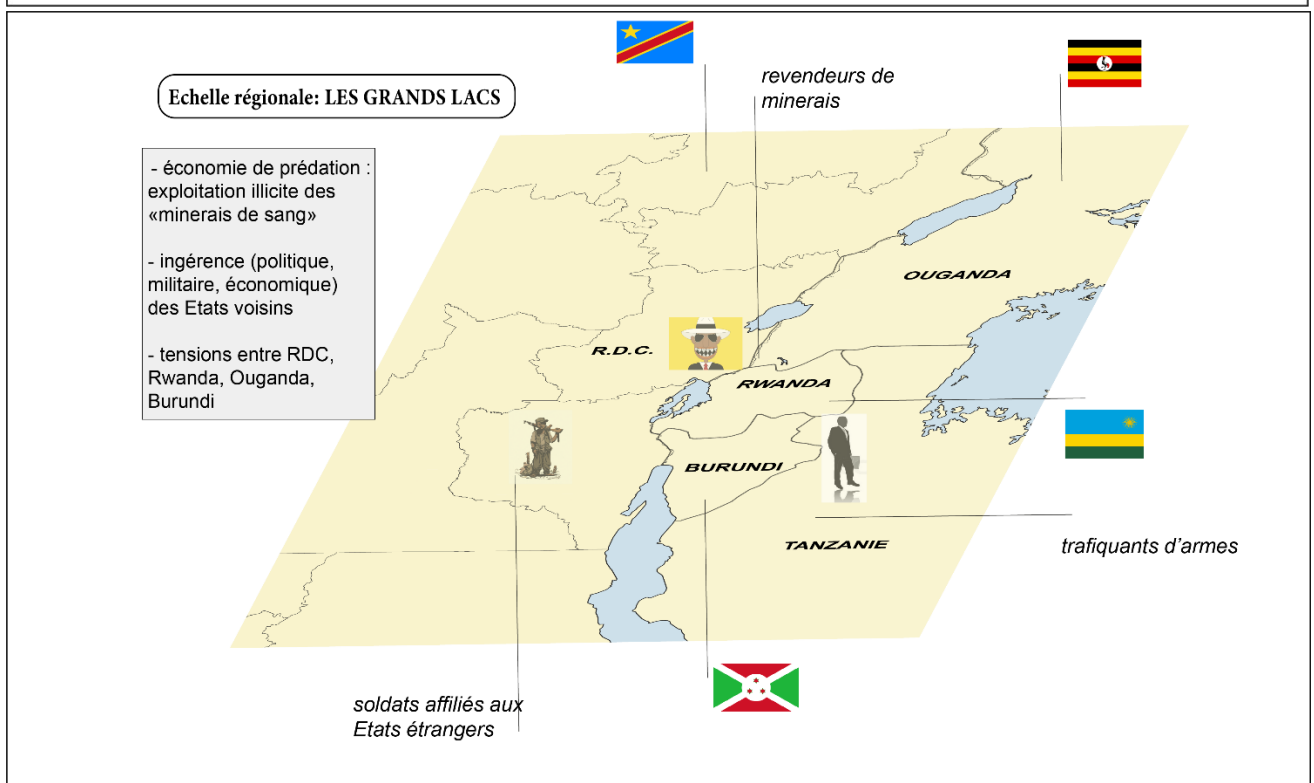 Echelle régionale: LES GRANDS LACS
revendeurs de
minerais
- économie de prédation :
exploitation illicite des
«minerais de sang»
- ingérence (politique,
militaire, économique)
des Etats voisins
- tensions entre RDC,
Rwanda, Ouganda,
Burundi
OUGANDA
R.D.C.
RWANDA
BURUNDI
TANZANIE
trafiquants d’armes
soldats affiliés aux
Etats étrangers